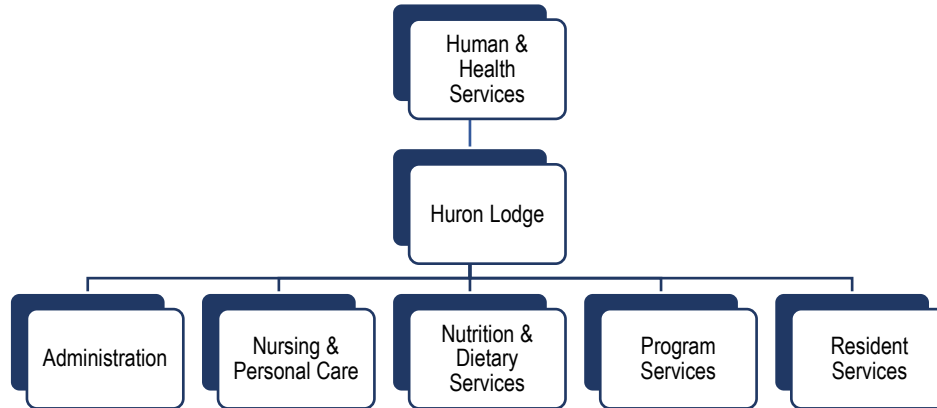 Human &
Health
Services
Huron Lodge
Administration
Nursing &
Personal Care
Nutrition &
Dietary
Services
Program
Services
Resident
Services